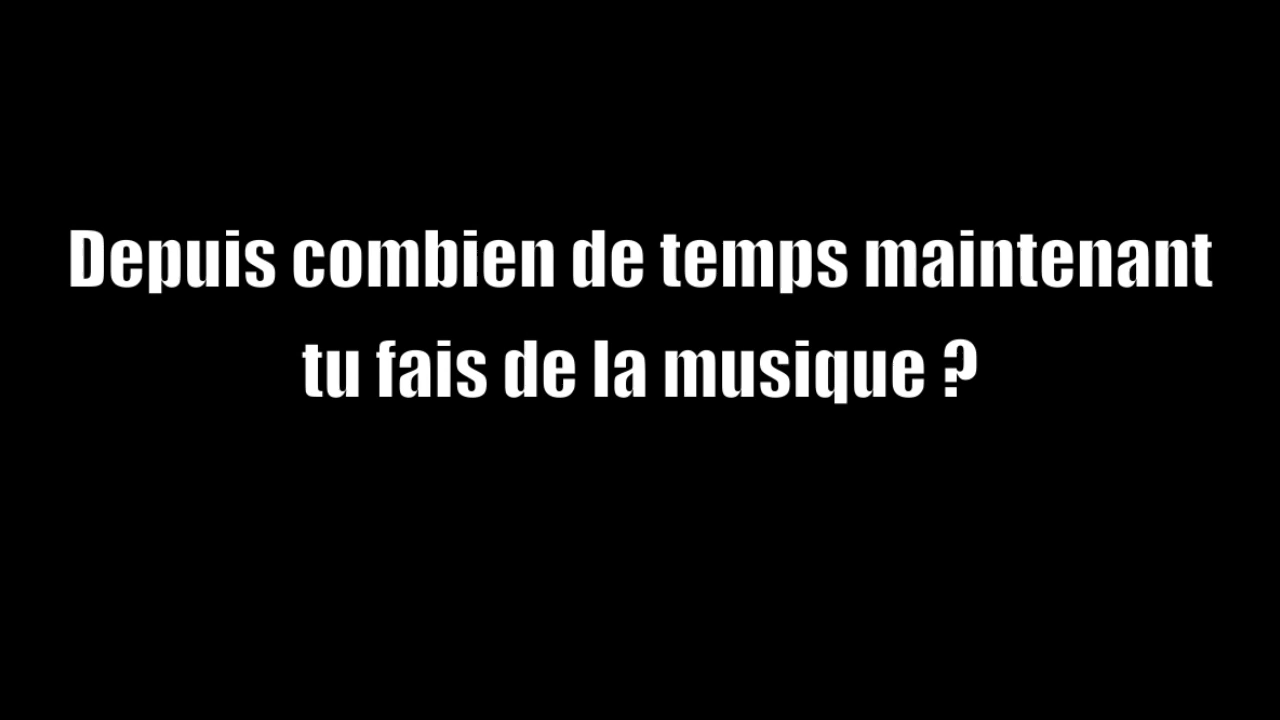 Depuis combien de temps maintenant
tu fais de la musique ?